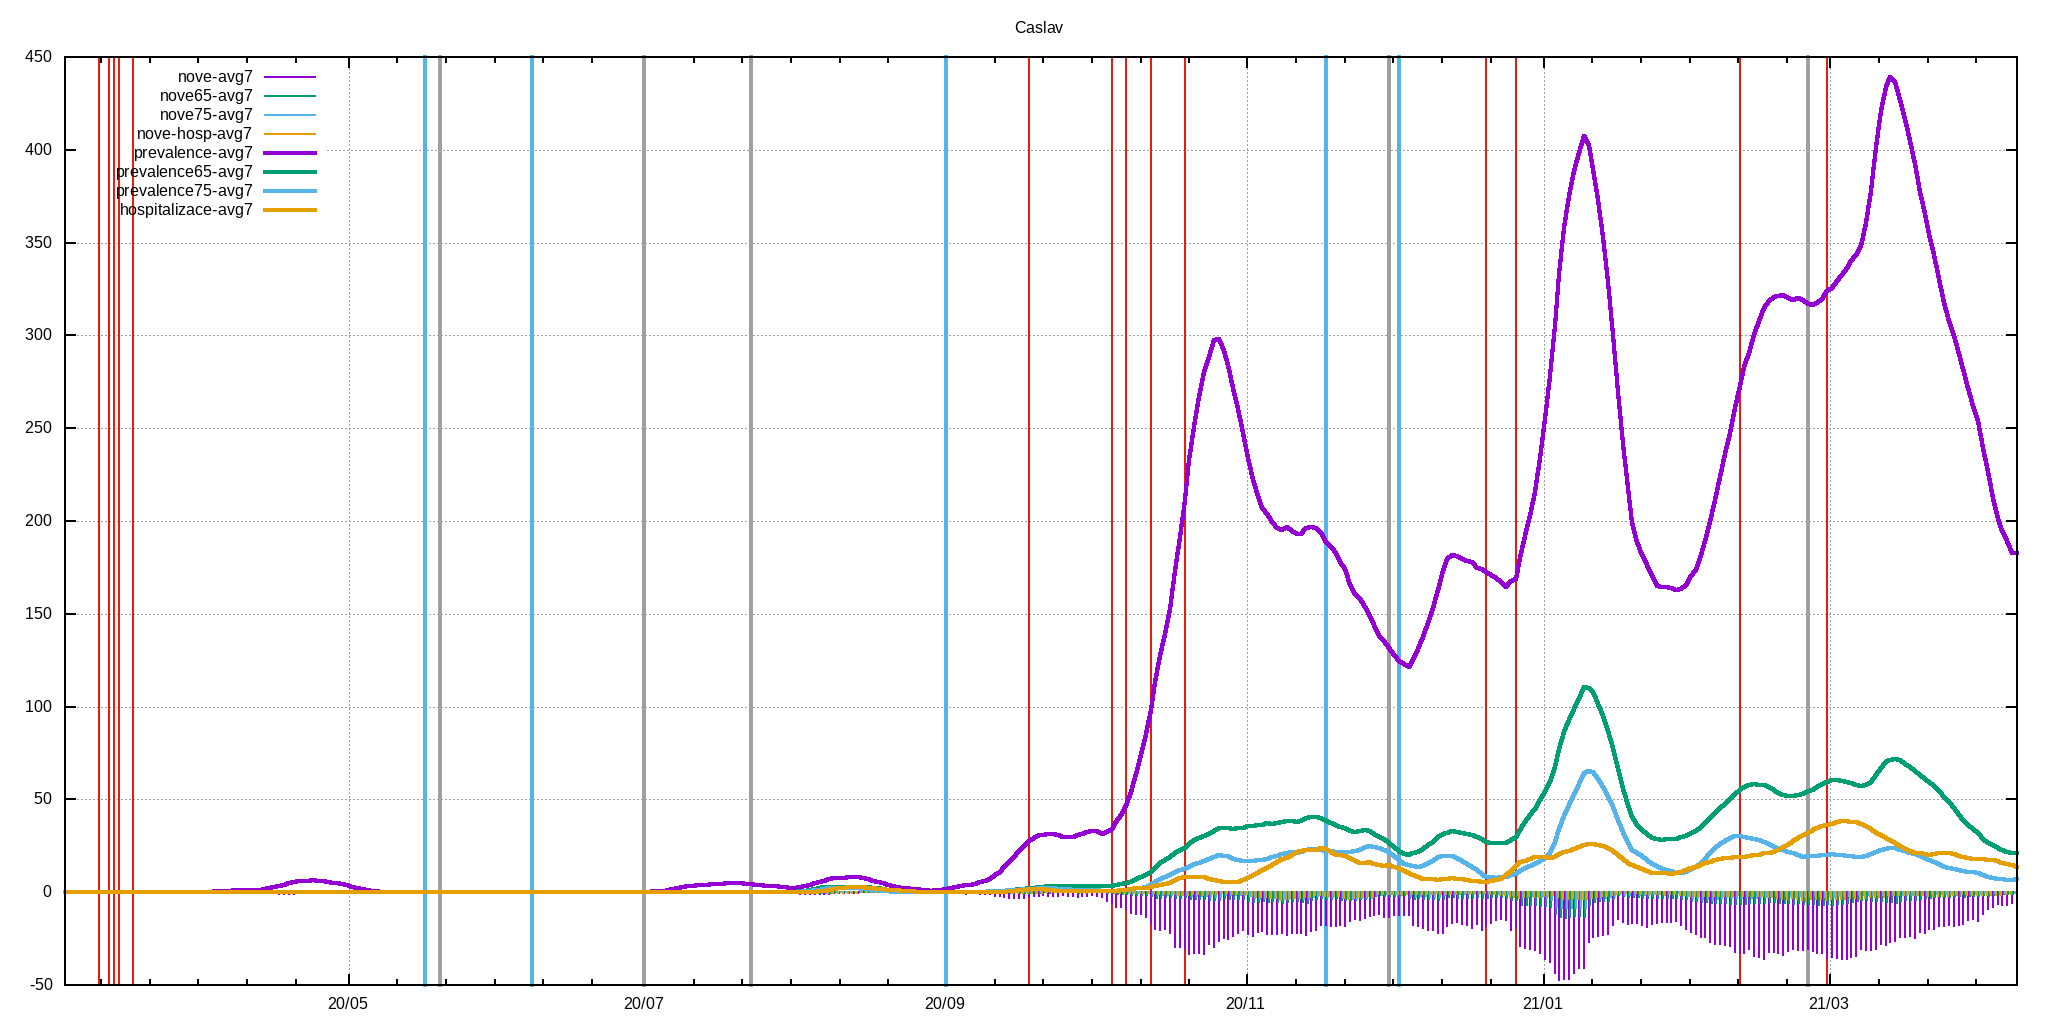 Caslav
450
400
350
300
250
200
150
100
50
0
-50
nove-avg7
nove65-avg7
nove75-avg7
nove-hosp-avg7
prevalence-avg7
prevalence65-avg7
prevalence75-avg7
hospitalizace-avg7
20/05 20/07 20/09 20/11 21/01 21/03